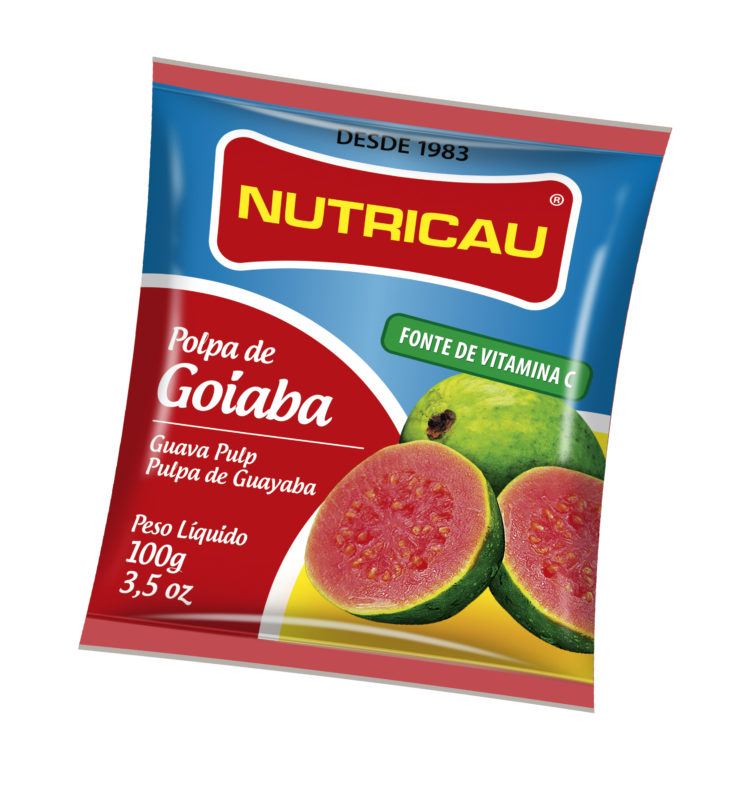 DESDE 1983
NUTRICAU®
FONTE DE VITAMINA C
Polpa de
Goiaba
Guava Pulp
Pulpa de Guayaba
Peso Líquido
100g
3,5 oz